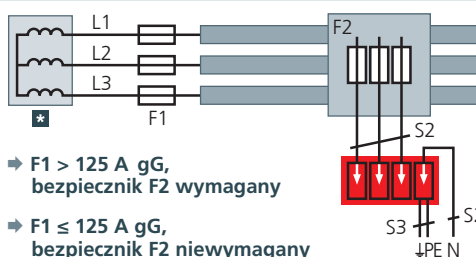 L1
F2
L2
L3
F1
*
S2
➡ F1 > 125 A gG,
bezpiecznik F2 wymagany
➡ F1 ≤ 125 A gG,
bezpiecznik F2 niewymagany
S3
⏚PE N